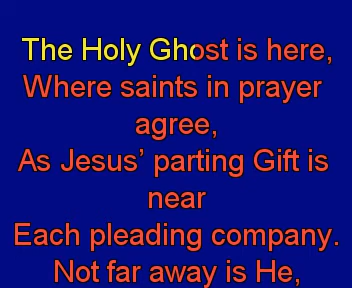 The Holy Ghost is here,
Where saints in prayer
agree,
As Jesus’ parting Gift is
near
Each pleading company.
Not far away is He,